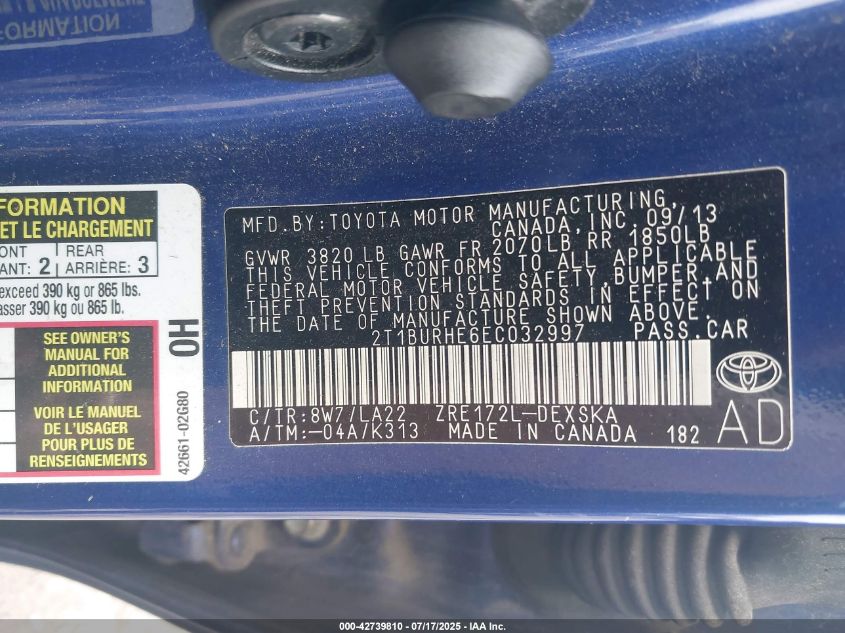 FORMATION
FORMATION
ET LE CHARGEMENT
ONT
ANT: 2
REAR
ARRIÈRE: 3
exceed 390 kg or 865 lbs.
asser 390 kg ou 865 lb.
SEE OWNER'S
MANUAL FOR
ADDITIONAL
INFORMATION
VOIR LE MANUEL
DE L'USAGER
POUR PLUS DE
RENSEIGNEMENTS
0H
42661-02G80
MFD.BY:TOYOTA MOTOR MANUFACTURING,
CANADA, INC. 09/13
GVWR 3820 LB GAWR FR 2070LB, RR 1850LB
THIS VEHICLE CONFORMS TO ALL APPLICABLE
FEDERAL MOTOR VEHICLE SAFETY, BUMPER, AND
THEFT PREVENTION STANDARDS IN EFFECT ON
THE DATE OF MANUFACTURE SHOWN ABOVE.
2T1BURHE6EC032997 PASS.CAR
C/TR:8W7/LA22 ZRE172L-DEXSKA
A/TM:-04A/K313 MADE IN CANADA 182
AD
000-42739810 - 07/17/2025 - IAA Inc.